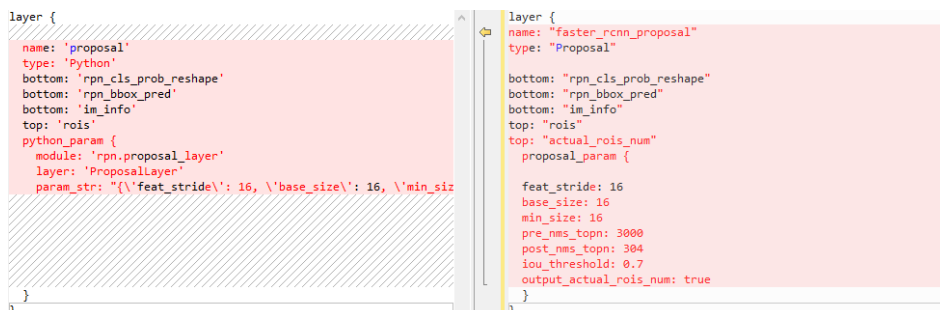 layer {
name: 'proposal'
type: 'Python'
bottom: 'rpn_cls_prob_reshape'
bottom: 'rpn_bbox_pred'
bottom: 'im_info'
top: 'rois'
python_param {
module: 'rpn.proposal_layer'
layer: 'ProposalLayer'
param_str: "{\'feat_stride\': 16, \'base_size\': 16, \'min_siz
}
}
layer {
name: "faster_rcnn_proposal"
type: "Proposal"
bottom: "rpn_cls_prob_reshape"
bottom: "rpn_bbox_pred"
bottom: "im_info"
top: "rois"
top: "actual_rois_num"
proposal_param {
feat_stride: 16
base_size: 16
min_size: 16
pre_nms_topn: 3000
post_nms_topn: 304
iou_threshold: 0.7
output_actual_rois_num: true
}
}